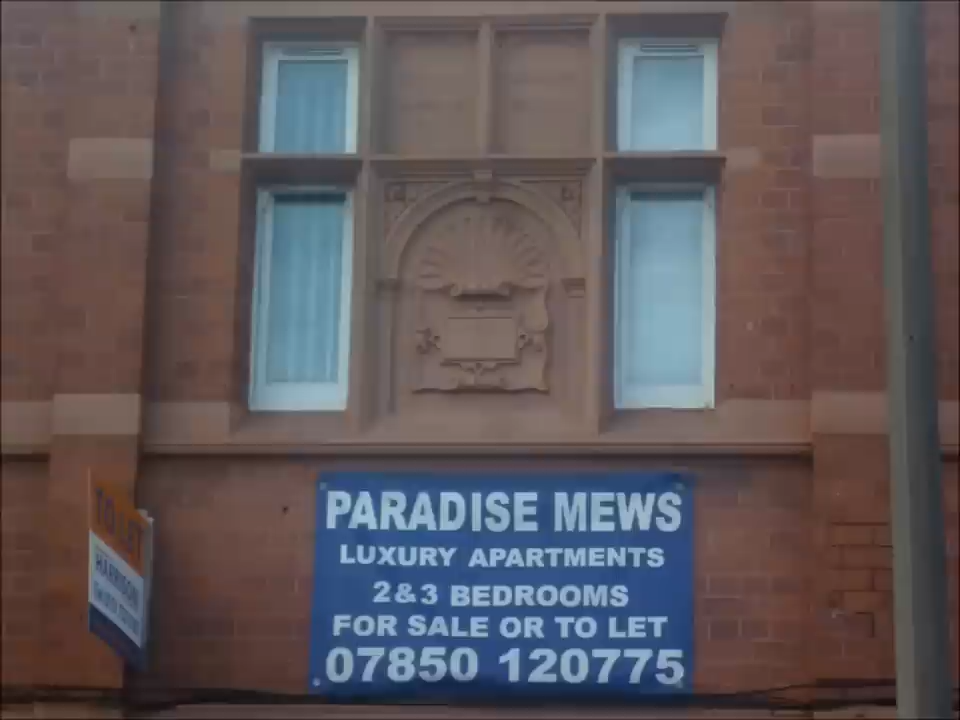 PARADISE MEWS
LUXURY APARTMENTS
2&3 BEDROOMS
FOR SALE OR TO LET
07850 120775
TO LET
HARRISON